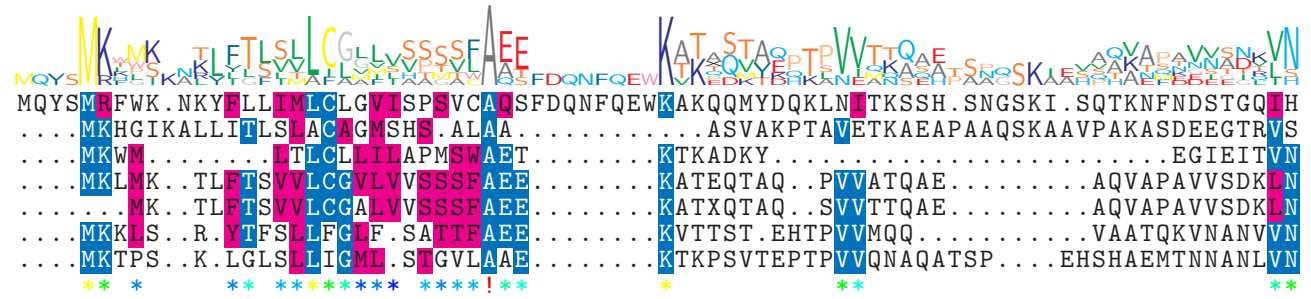 MQYSMRFWK.NKYFLLIMLCLGVISPSVCAQSFDQNFQEWKAKQQMYDQKLNITKSSH.SNGSKI.SQTKNFNDSTGQIH
....MKHGIKALLITLSLACAGMSHS.ALAA............ASVAKPTAVETKAEAPAAQSKAAVPAKASDEEGTRVS
....MKWM........LTLCLLILAPMSWAET........KTKADKY.........................EGIEITVN
....MKLMK..TLFTSVVLCGVLVVSSSFAEE........KATEQTAQ..PVVATQAE.........AQVAPAVVSDKLN
.......MK..TLFTSVVLCGALVVSSSFAEE........KATXQTAQ..SVVTTQAE.........AQVAPAVVSDKLN
....MKKLS..R.YTFSLLFGLF.SATTFAEE........KVTTST.EHTPVVMQQ...........VAATQKVNANVVN
....MKTPS..K.LGLSLLIGML.STGVLAAE........KTKPSVTEPTPVVQNAQATSP....EHSHAEMTNNANLVN
** * ** ********* ****!** * ** **